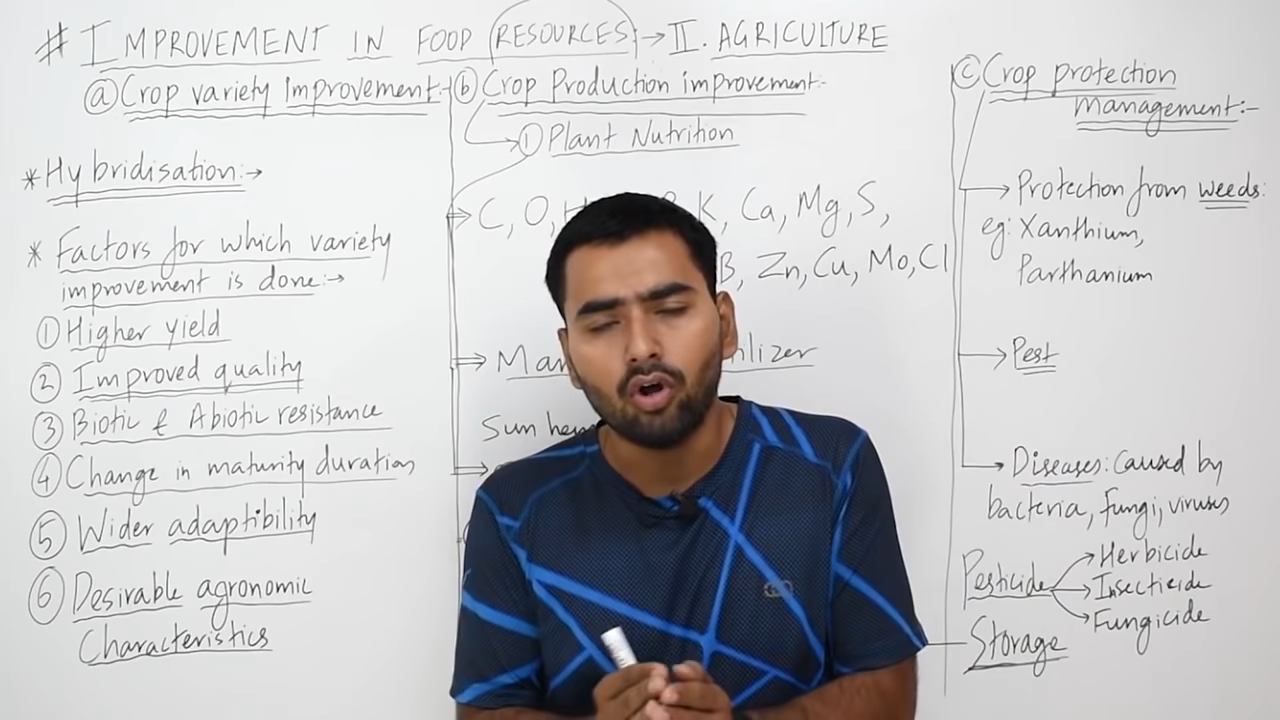 # IMPROVEMENT IN FOOD RESOURCES → II. AGRICULTURE
ⓐ Crop variety improvement:-
* Hybridisation:→
* Factors for which variety
improvement is done:→
① Higher yield
② Improved quality
③ Biotic & Abiotic resistance
④ Change in maturity duration
⑤ Wider adaptibility
⑥ Desirable agronomic
Characteristics
ⓑ Crop Production improvement:-
① Plant Nutrition
C, O, K, Ca, Mg, S,
B, Zn, Cu, Mo, Cl
Sun
ⓒ Crop protection
management:-
→ Protection from weeds:
eg: Xanthium,
Parthanium
→ Pest
→ Diseases: caused by
bacteria, fungi, viruses
Pesticide → Herbicide
→ Insecticide
→ Fungicide
Storage